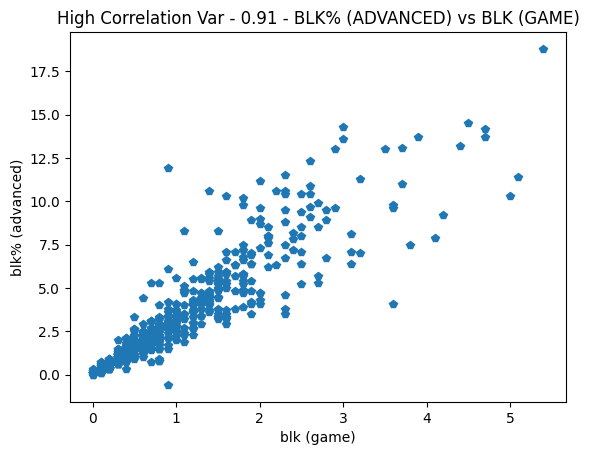 High Correlation Var - 0.91 - BLK% (ADVANCED) vs BLK (GAME)
17.5
15.0
12.5
10.0
7.5
5.0
2.5
0.0
blk% (advanced)
0 1 2 3 4 5
blk (game)